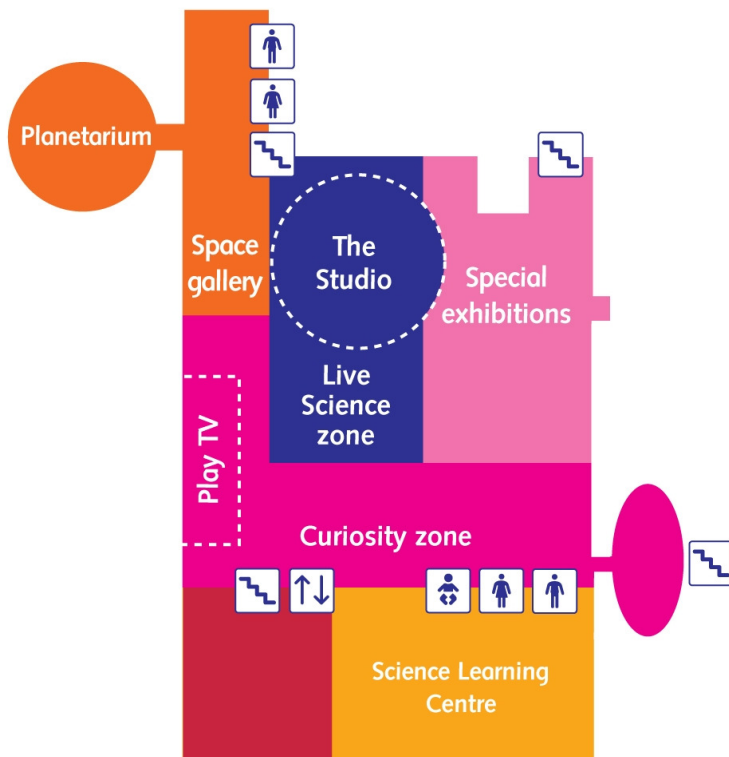 Planetarium
Space
gallery
The
Studio
Special
exhibitions
Live
Science
zone
Play TV
Curiosity zone
Science Learning
Centre